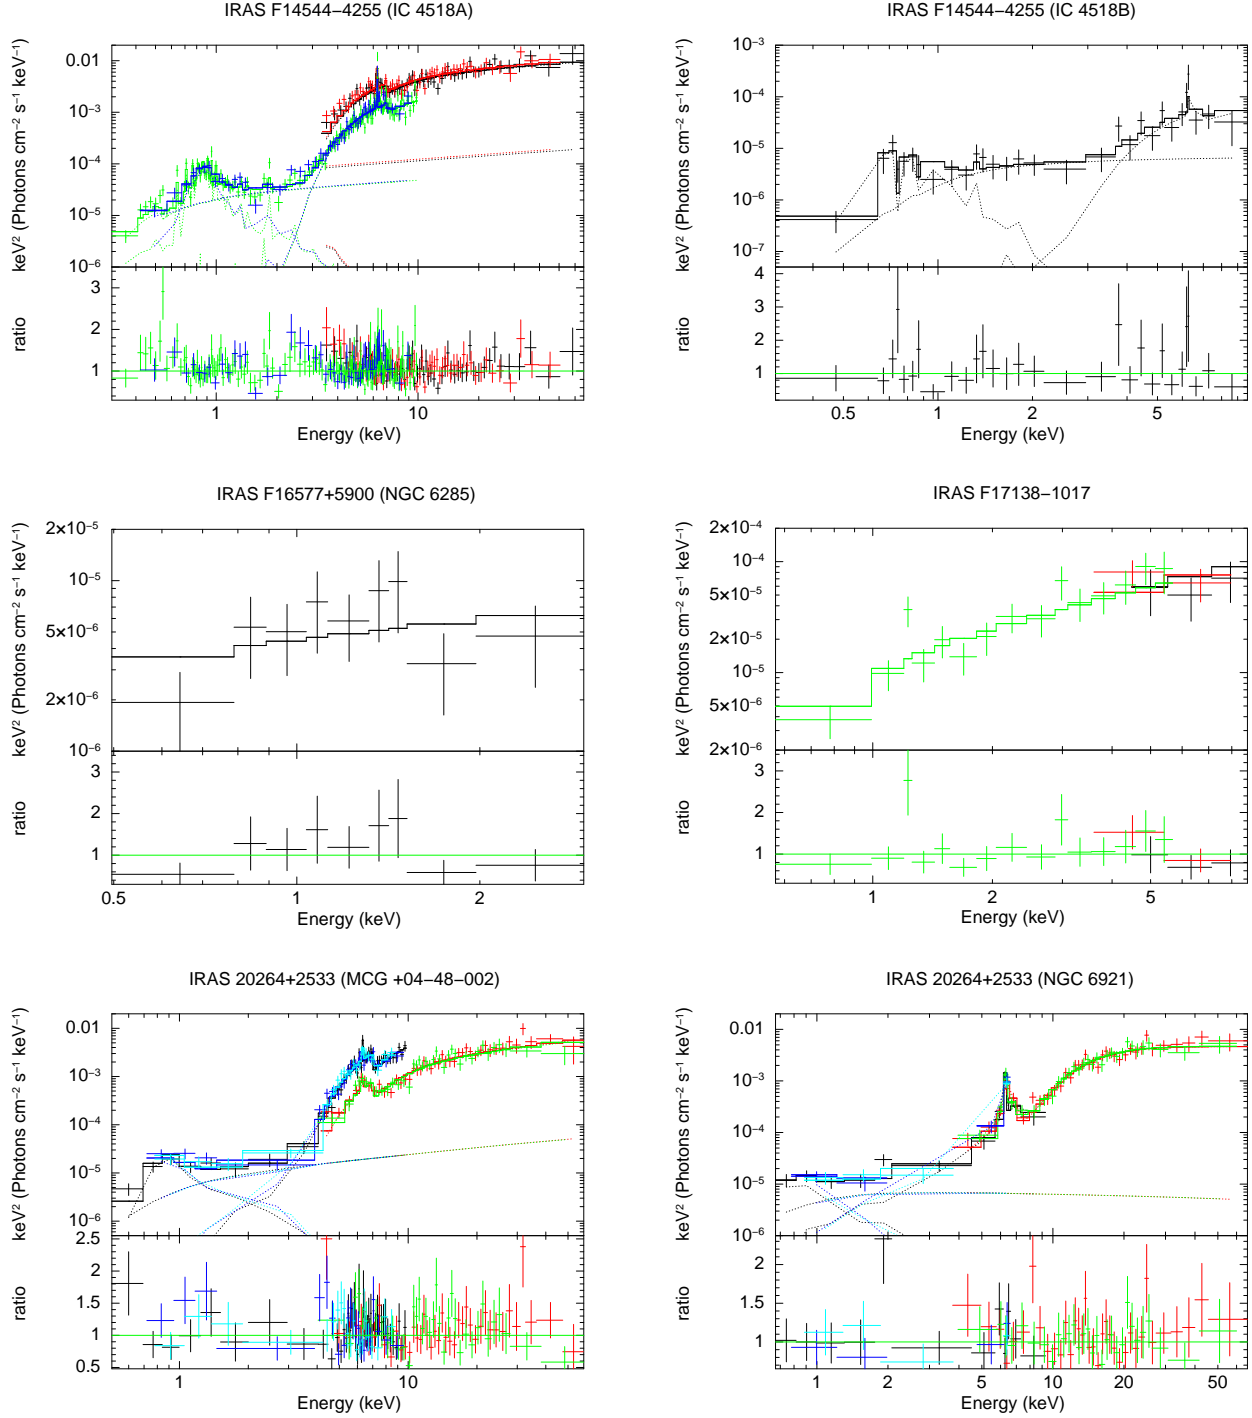 IRAS F14544−4255 (IC 4518A)
keV² (Photons cm⁻² s⁻¹ keV⁻¹)
0.01
10⁻³
10⁻⁴
10⁻⁵
10⁻⁶
ratio
3
2
1
1 10
Energy (keV)
IRAS F14544−4255 (IC 4518B)
keV² (Photons cm⁻² s⁻¹ keV⁻¹)
10⁻³
10⁻⁴
10⁻⁵
10⁻⁶
10⁻⁷
ratio
4
3
2
1
0.5 1 2 5
Energy (keV)
IRAS F16577+5900 (NGC 6285)
keV² (Photons cm⁻² s⁻¹ keV⁻¹)
2×10⁻⁵
10⁻⁵
5×10⁻⁶
2×10⁻⁶
10⁻⁶
ratio
3
2
1
0.5 1 2
Energy (keV)
IRAS F17138−1017
keV² (Photons cm⁻² s⁻¹ keV⁻¹)
2×10⁻⁴
10⁻⁴
5×10⁻⁵
2×10⁻⁵
10⁻⁵
5×10⁻⁶
2×10⁻⁶
ratio
3
2
1
1 2 5
Energy (keV)
IRAS 20264+2533 (MCG +04−48−002)
keV² (Photons cm⁻² s⁻¹ keV⁻¹)
0.01
10⁻³
10⁻⁴
10⁻⁵
10⁻⁶
ratio
2.5
2
1.5
1
0.5
1 10
Energy (keV)
IRAS 20264+2533 (NGC 6921)
keV² (Photons cm⁻² s⁻¹ keV⁻¹)
0.01
10⁻³
10⁻⁴
10⁻⁵
10⁻⁶
ratio
2
1.5
1
1 2 5 10 20 50
Energy (keV)